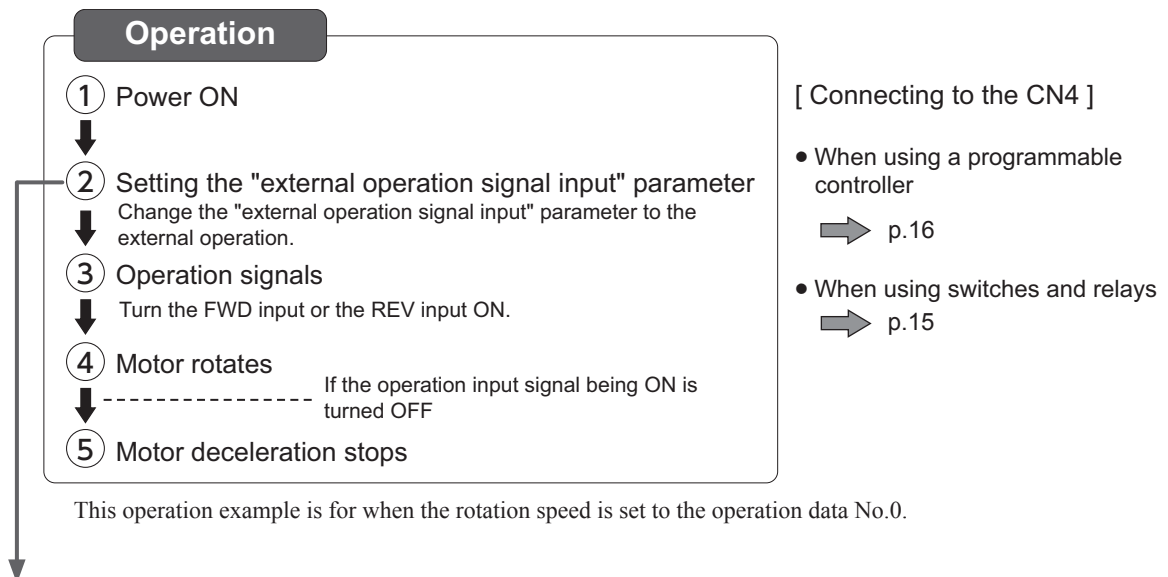 Operation
① Power ON
② Setting the "external operation signal input" parameter
Change the "external operation signal input" parameter to the
external operation.
③ Operation signals
Turn the FWD input or the REV input ON.
④ Motor rotates
If the operation input signal being ON is
turned OFF
⑤ Motor deceleration stops
[ Connecting to the CN4 ]
• When using a programmable
controller
p.16
• When using switches and relays
p.15
This operation example is for when the rotation speed is set to the operation data No.0.